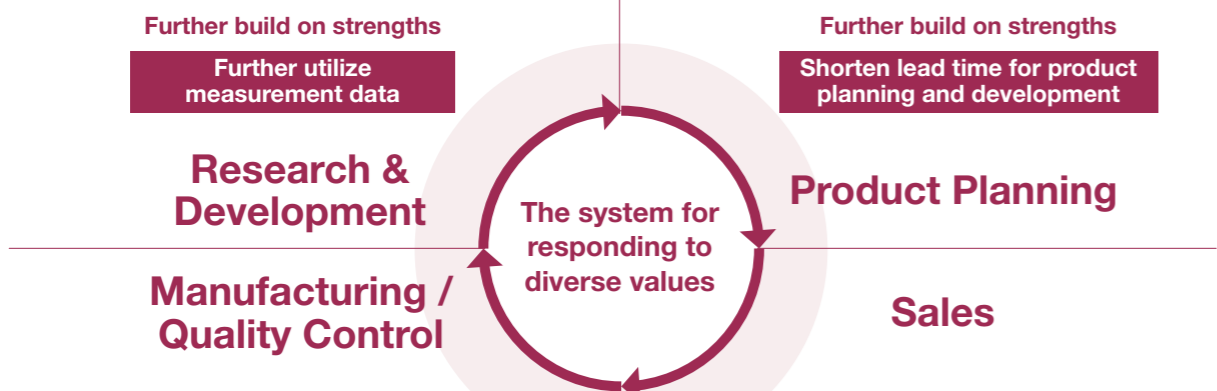 Further build on strengths
Further utilize
measurement data
Research &
Development
Further build on strengths
Shorten lead time for product
planning and development
Product Planning
The system for
responding to
diverse values
Manufacturing /
Quality Control
Sales